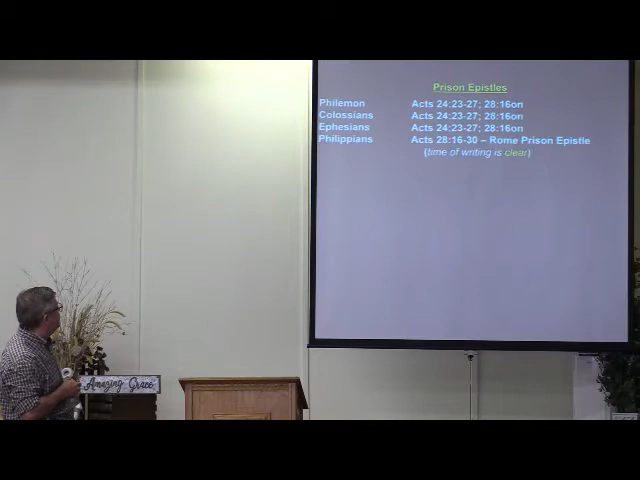 Prison Epistles
Philemon Acts 24:23-27; 28:16on
Colossians Acts 24:23-27; 28:16on
Ephesians Acts 24:23-27; 28:16on
Philippians Acts 28:16-30 – Rome Prison Epistle
(time of writing is clear)
Amazing Grace